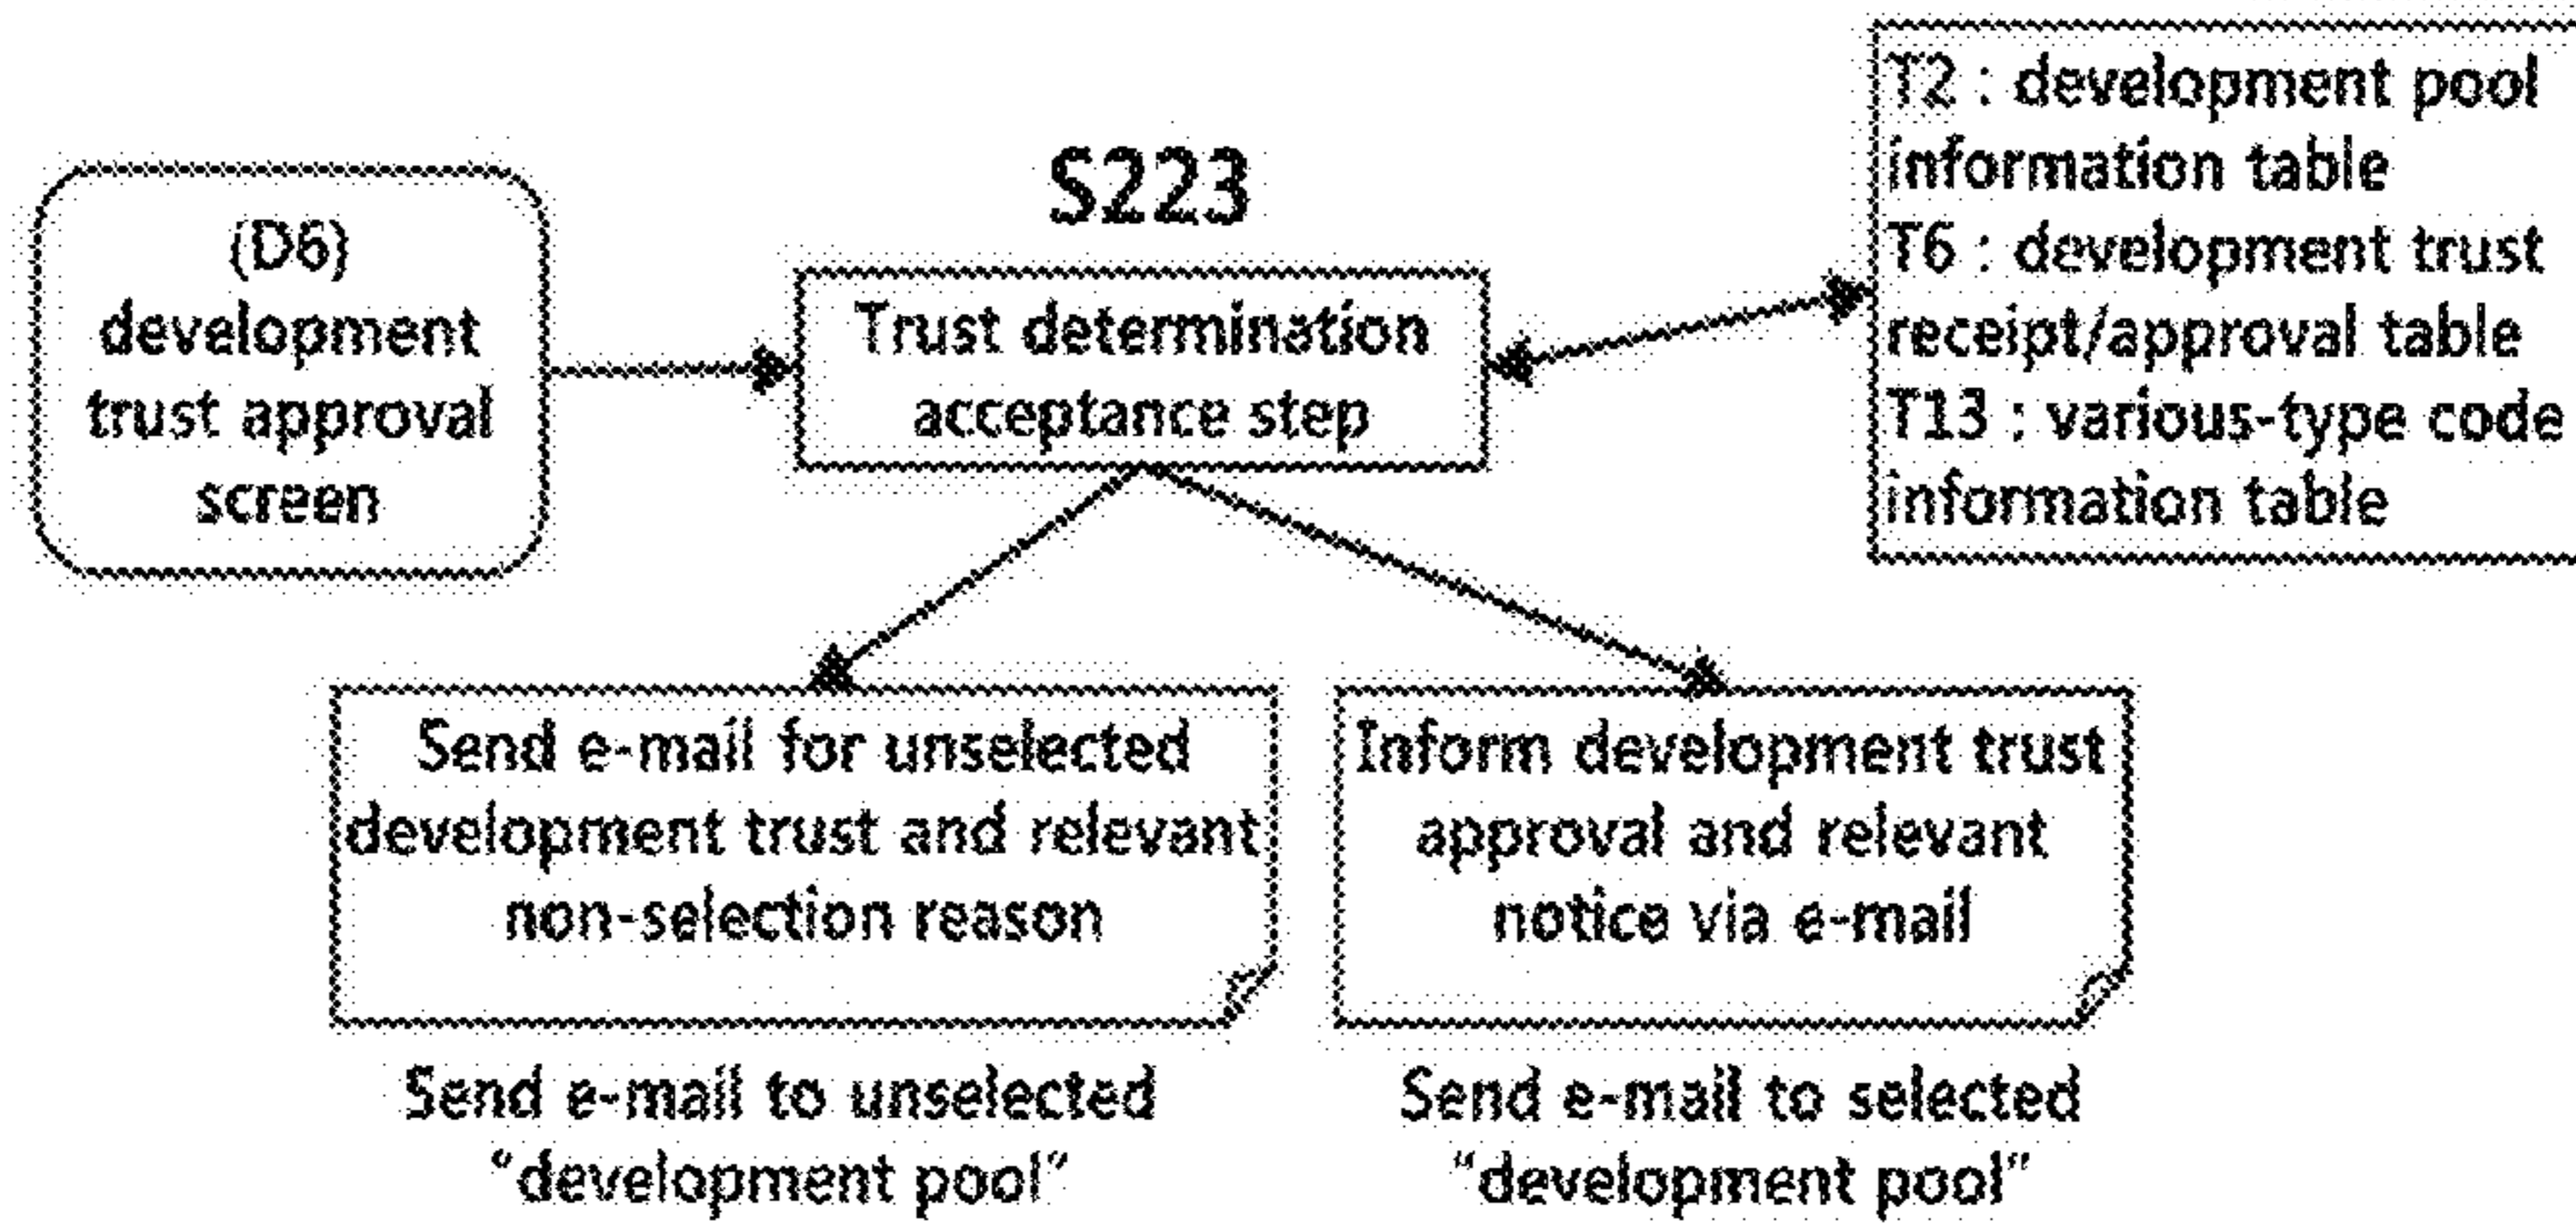 (D6)
development
trust approval
screen
S223
Trust determination
acceptance step
T2 : development pool
information table
T6 : development trust
receipt/approval table
T13 : various-type code
information table
Send e-mail for unselected
development trust and relevant
non-selection reason
Inform development trust
approval and relevant
notice via e-mail
Send e-mail to unselected
“development pool”
Send e-mail to selected
“development pool”